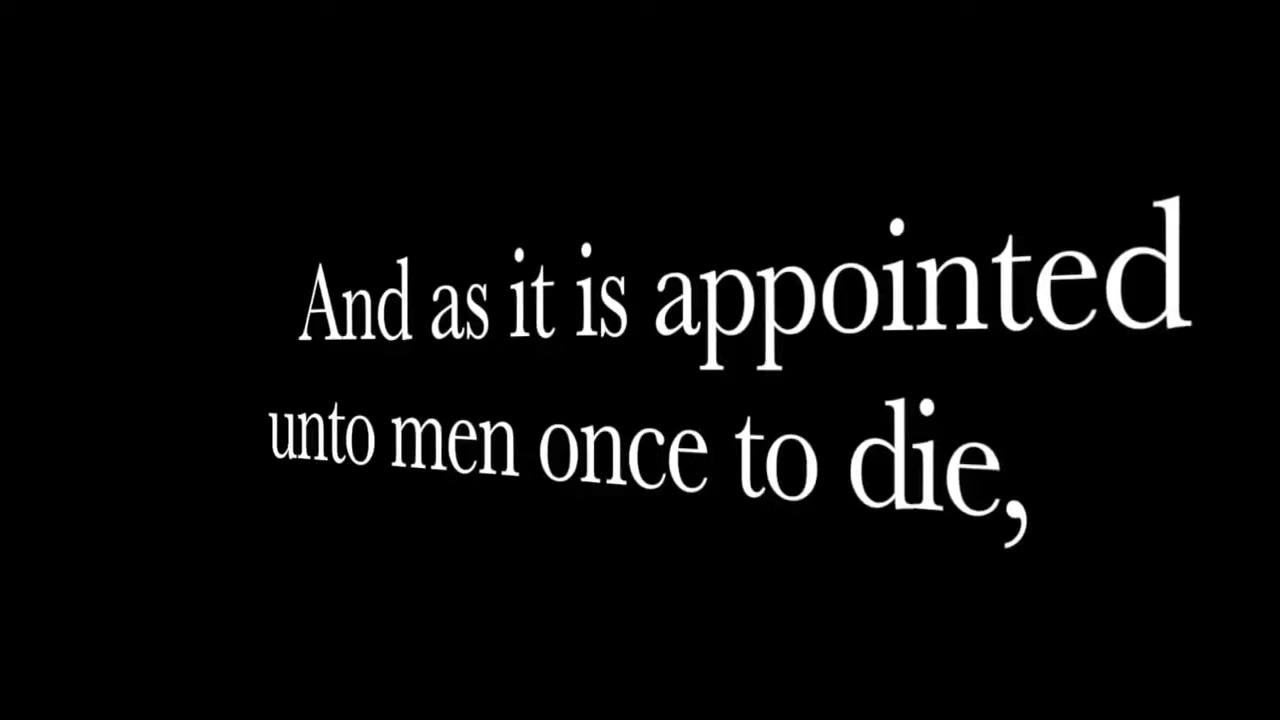 And as it is appointed
unto men once to die,